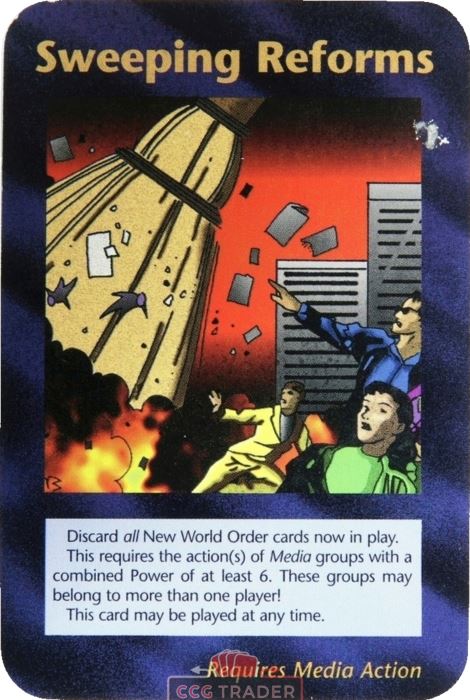 Sweeping Reforms
Discard all New World Order cards now in play.
This requires the action(s) of Media groups with a
combined Power of at least 6. These groups may
belong to more than one player!
This card may be played at any time.
Requires Media Action
CCG TRADER